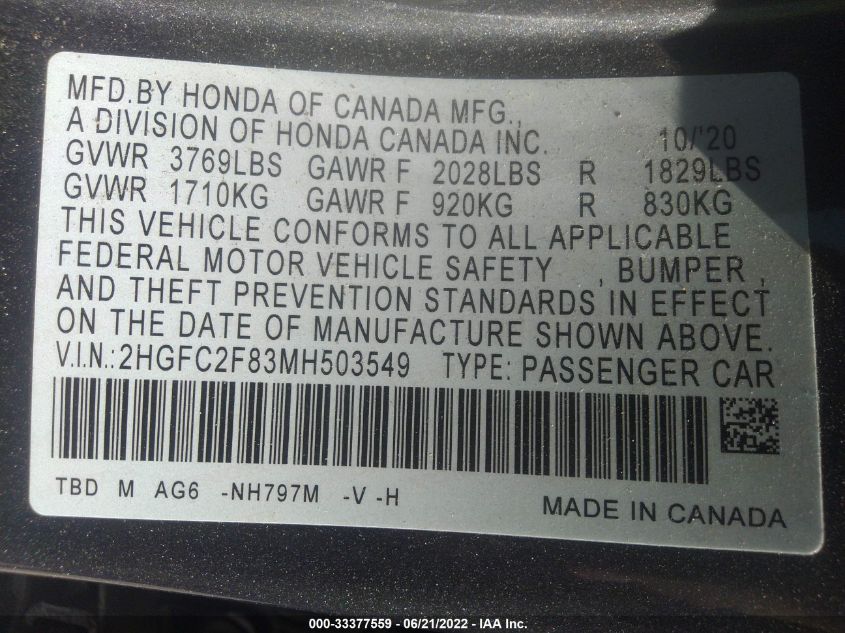 MFD.BY HONDA OF CANADA MFG.,
A DIVISION OF HONDA CANADA INC. 10/'20
GVWR 3769LBS GAWR F 2028LBS R 1829LBS
GVWR 1710KG GAWR F 920KG R 830KG
THIS VEHICLE CONFORMS TO ALL APPLICABLE
FEDERAL MOTOR VEHICLE SAFETY , BUMPER ,
AND THEFT PREVENTION STANDARDS IN EFFECT
ON THE DATE OF MANUFACTURE SHOWN ABOVE.
V.I.N.:2HGFC2F83MH503549 TYPE: PASSENGER CAR
TBD M AG6 -NH797M -V -H MADE IN CANADA
000-33377559 - 06/21/2022 - IAA Inc.